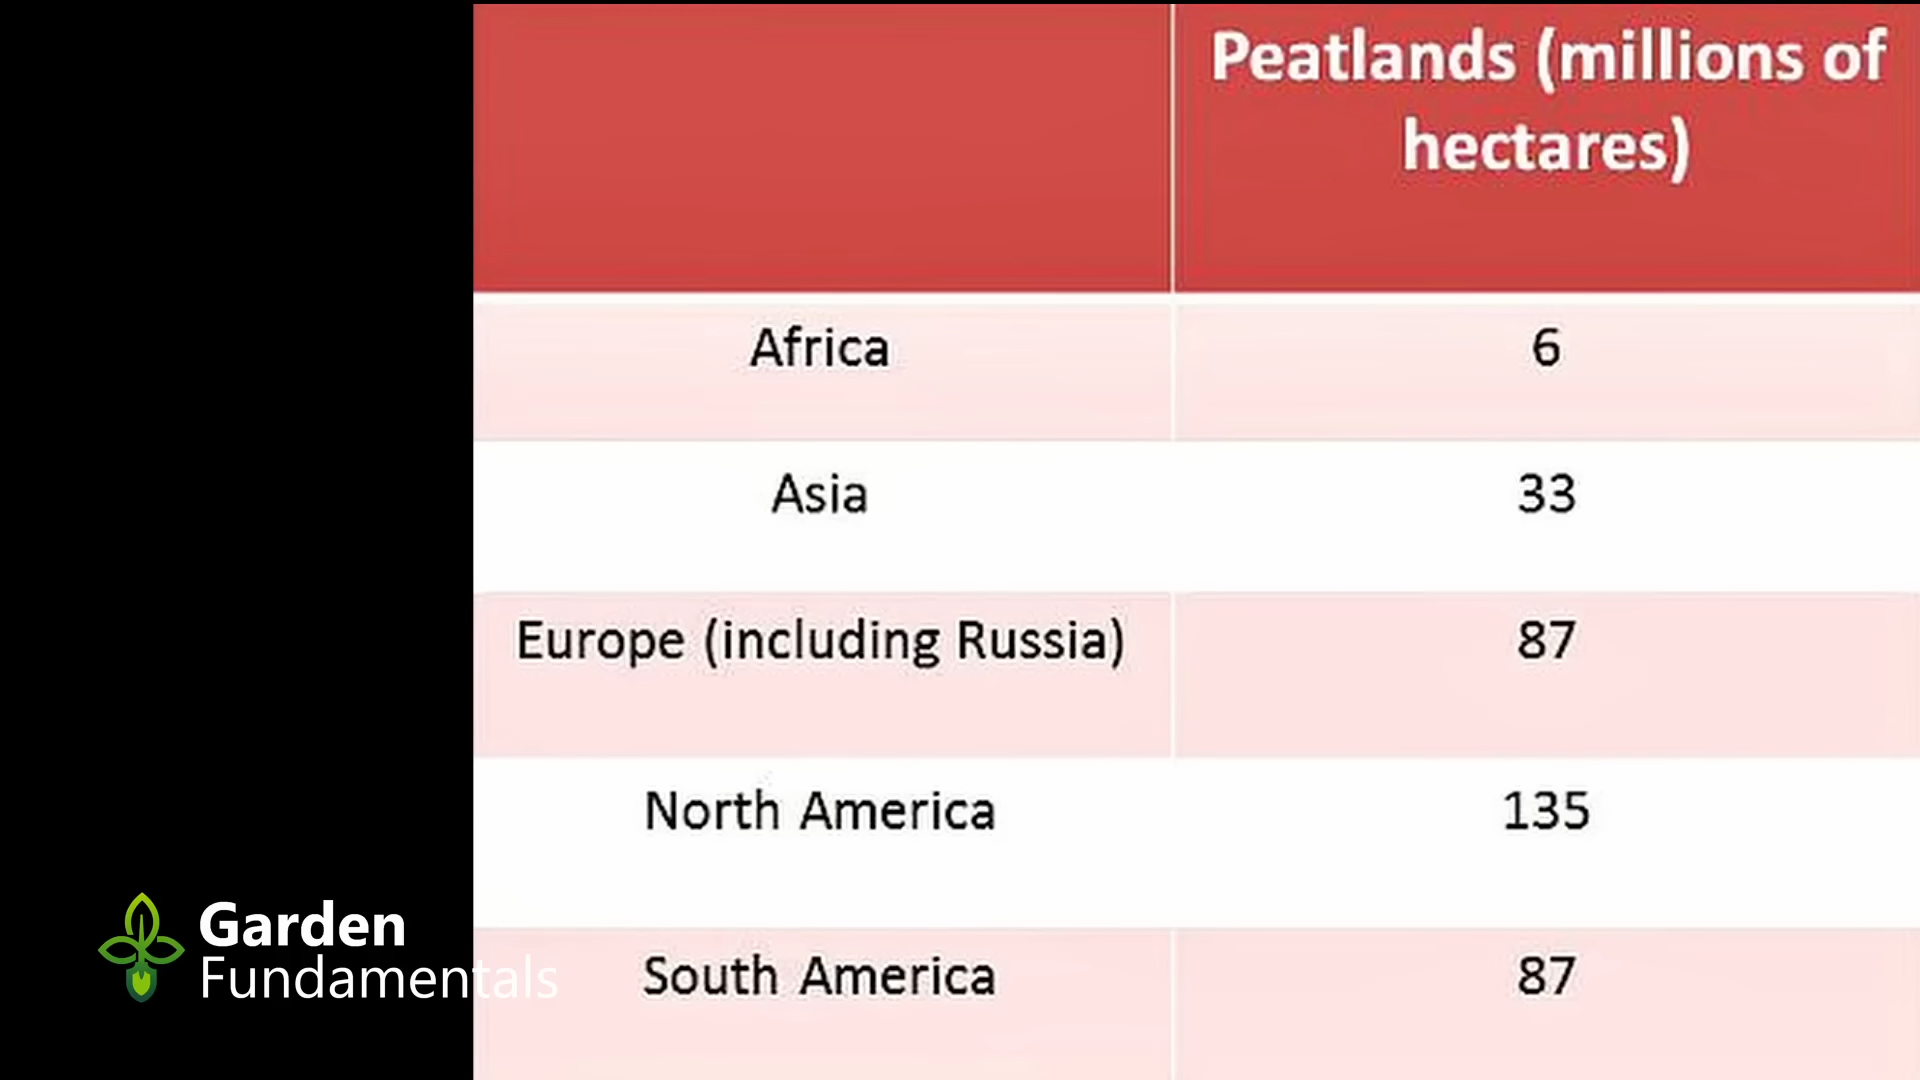 Peatlands (millions of
hectares)
Africa 6
Asia 33
Europe (including Russia) 87
North America 135
South America 87
Garden
Fundamentals